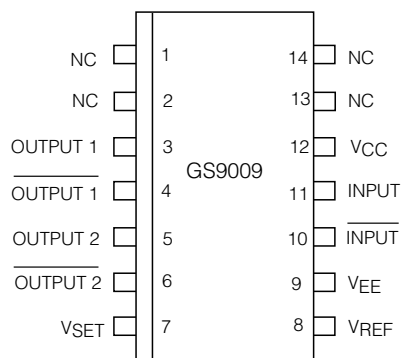 NC 1 14 NC
NC 2 13 NC
OUTPUT 1 3 12 VCC
GS9009
OUTPUT 1 4 11 INPUT
OUTPUT 2 5 10 INPUT
OUTPUT 2 6 9 VEE
VSET 7 8 VREF